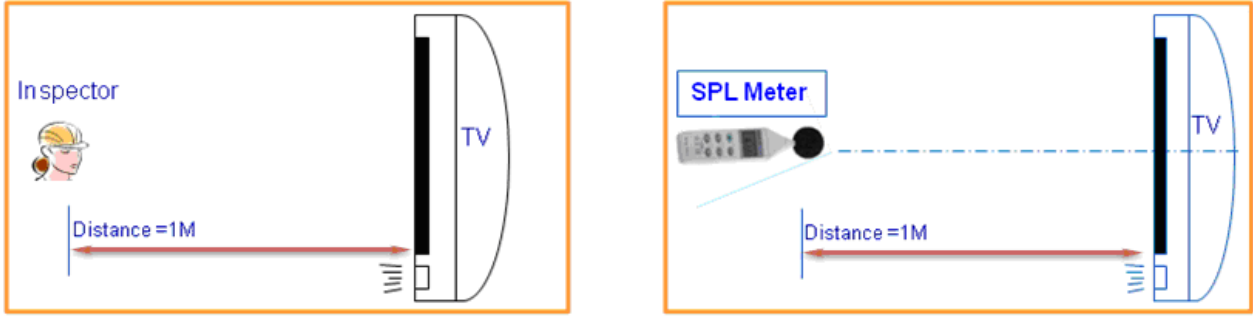 Inspector
TV
Distance =1M
SPL Meter
TV
Distance =1M